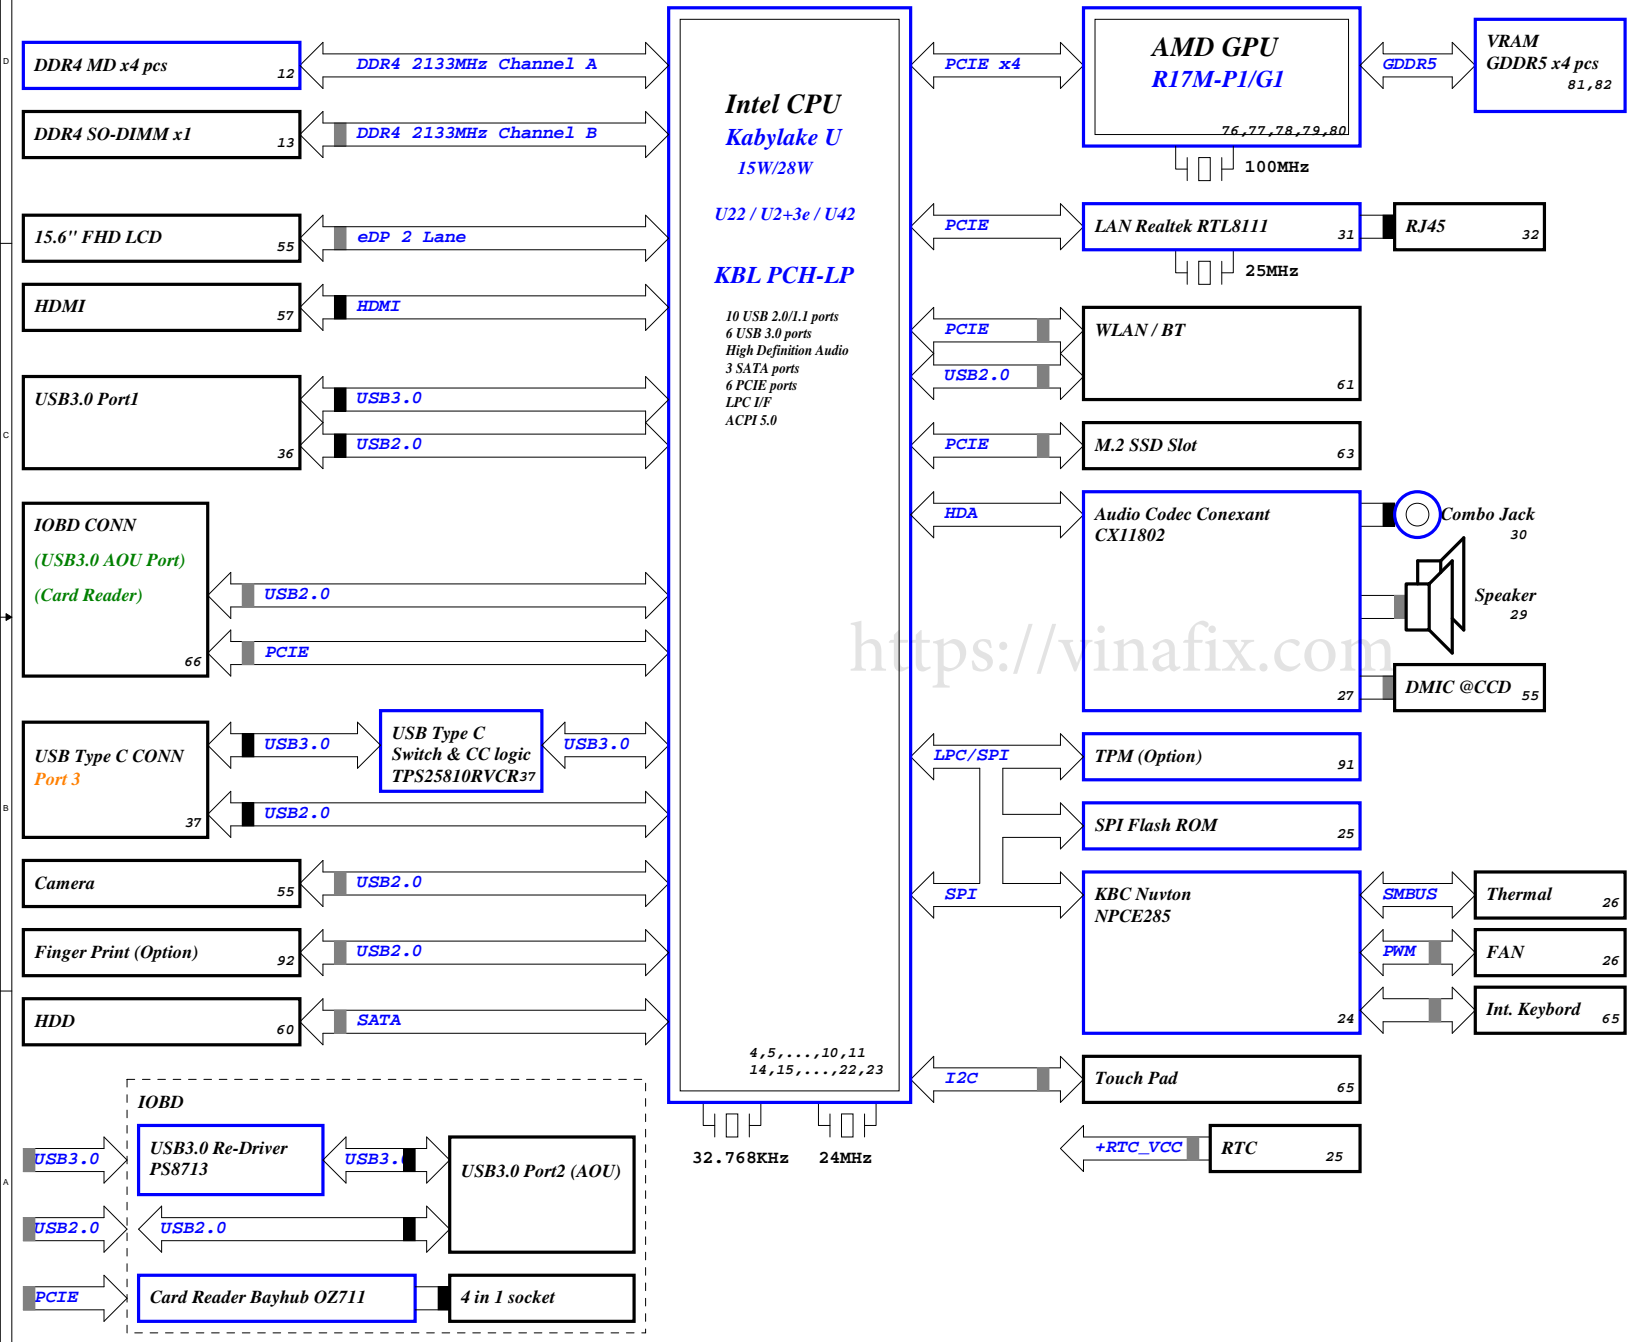 D
C
B
A
DDR4 MD x4 pcs
12
DDR4 2133MHz Channel A
DDR4 SO-DIMM x1
13
DDR4 2133MHz Channel B
15.6" FHD LCD
55
eDP 2 Lane
HDMI
57
HDMI
USB3.0 Port1
36
USB3.0
USB2.0
IOBD CONN
(USB3.0 AOU Port)
(Card Reader)
66
USB2.0
PCIE
USB Type C CONN
Port 3
37
USB3.0
USB Type C
Switch & CC logic
TPS25810RVCR37
USB3.0
USB2.0
Camera
55
USB2.0
Finger Print (Option)
92
USB2.0
HDD
60
SATA
IOBD
USB3.0
USB3.0 Re-Driver
PS8713
USB3.0
USB3.0 Port2 (AOU)
USB2.0
USB2.0
PCIE
Card Reader Bayhub OZ711
4 in 1 socket
Intel CPU
Kabylake U
15W/28W
U22 / U2+3e / U42
KBL PCH-LP
10 USB 2.0/1.1 ports
6 USB 3.0 ports
High Definition Audio
3 SATA ports
6 PCIE ports
LPC I/F
ACPI 5.0
4,5,...,10,11
14,15,...,22,23
32.768KHz
24MHz
PCIE x4
AMD GPU
R17M-P1/G1
76,77,78,79,80
100MHz
GDDR5
VRAM
GDDR5 x4 pcs
81,82
PCIE
LAN Realtek RTL8111
31
25MHz
RJ45
32
PCIE
USB2.0
WLAN / BT
61
PCIE
M.2 SSD Slot
63
HDA
Audio Codec Conexant
CX11802
27
Combo Jack
30
Speaker
29
DMIC @CCD
55
https://vinafix.com
LPC/SPI
TPM (Option)
91
SPI Flash ROM
25
SPI
KBC Nuvton
NPCE285
24
SMBUS
Thermal
26
PWM
FAN
26
Int. Keybord
65
I2C
Touch Pad
65
+RTC_VCC
RTC
25